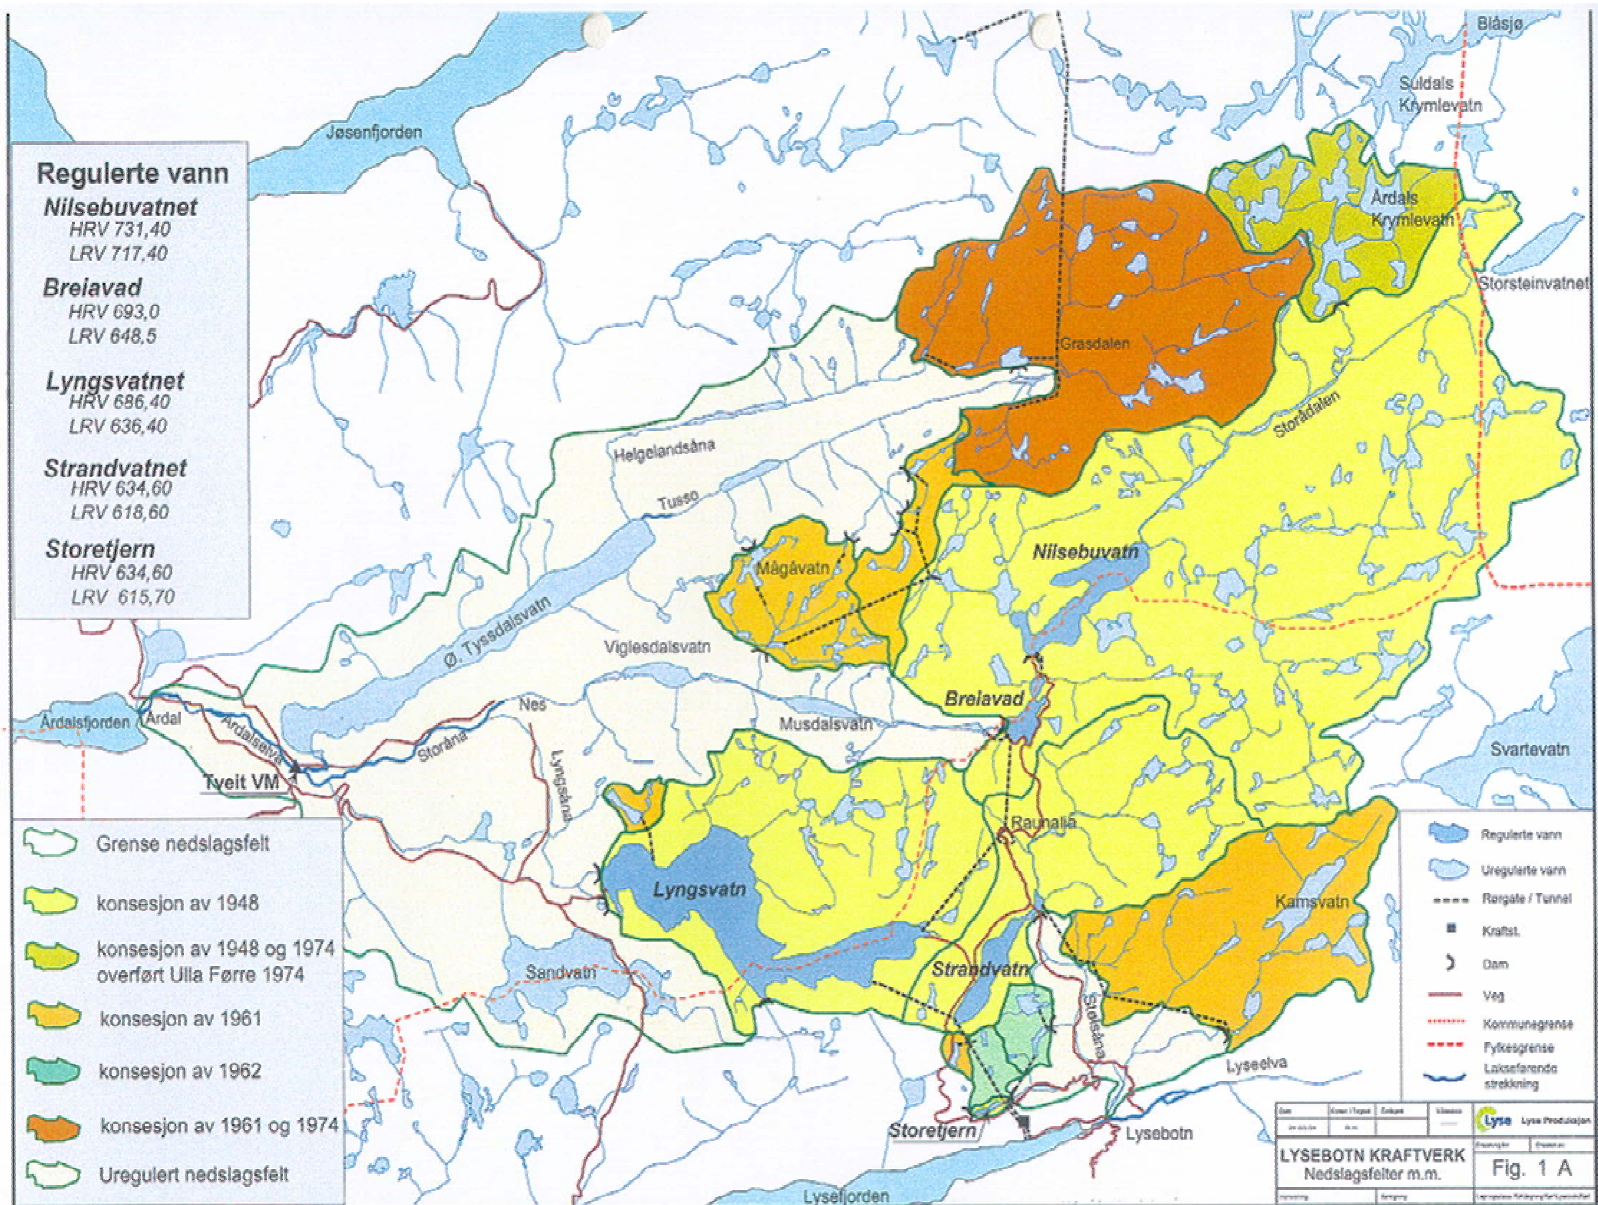 Blåsjø
Suldals
Krymlevatn
Jøsenfjorden
Årdals
Krymlevatn
Storsteinvatnet
Regulerte vann
Nilsebuvatnet
HRV 731,40
LRV 717,40
Breiavad
HRV 693,0
LRV 648,5
Lyngsvatnet
HRV 686,40
LRV 636,40
Strandvatnet
HRV 634,60
LRV 618,60
Storetjern
HRV 634,60
LRV 615,70
Grasdalen
Storådalen
Helgelandsåna
Tusso
Nilsebuvatn
Mågåvatn
Ø. Tyssdalsvatn
Viglesdalsvatn
Breiavad
Nes
Musdalsvatn
Årdalsfjorden
Årdal
Årdalselva
Storåna
Svartevatn
Tveit VM
Lyngsåna
Raunalia
Lyngsvatn
Kamsvatn
Sandvatn
Strandvatn
Stølsåna
Lyseelva
Storetjern
Lysebotn
Lysefjorden
Grense nedslagsfelt
konsesjon av 1948
konsesjon av 1948 og 1974
overført Ulla Førre 1974
konsesjon av 1961
konsesjon av 1962
konsesjon av 1961 og 1974
Uregulert nedslagsfelt
Regulerte vann
Uregulerte vann
Rørgate / Tunnel
Kraftst.
Dam
Veg
Kommunegrense
Fylkesgrense
Lakseførende
strekkning
Lyse Lyse Produksjon
LYSEBOTN KRAFTVERK
Nedslagsfelter m.m.
Fig. 1 A